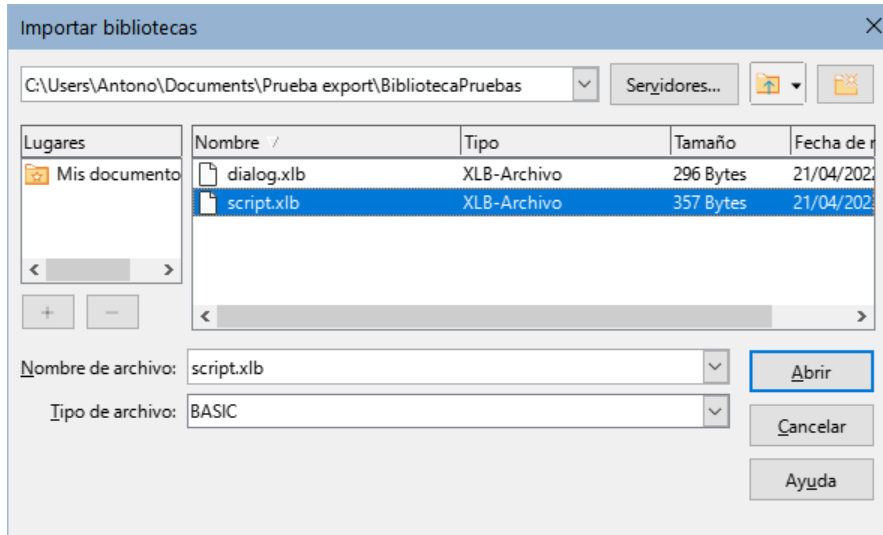 Importar bibliotecas
C:\Users\Antono\Documents\Prueba export\BibliotecaPruebas Servidores...
Lugares Nombre Tipo Tamaño Fecha de
Mis documento dialog.xlb XLB-Archivo 296 Bytes 21/04/202
script.xlb XLB-Archivo 357 Bytes 21/04/202
Nombre de archivo: script.xlb Abrir
Tipo de archivo: BASIC Cancelar
Ayuda